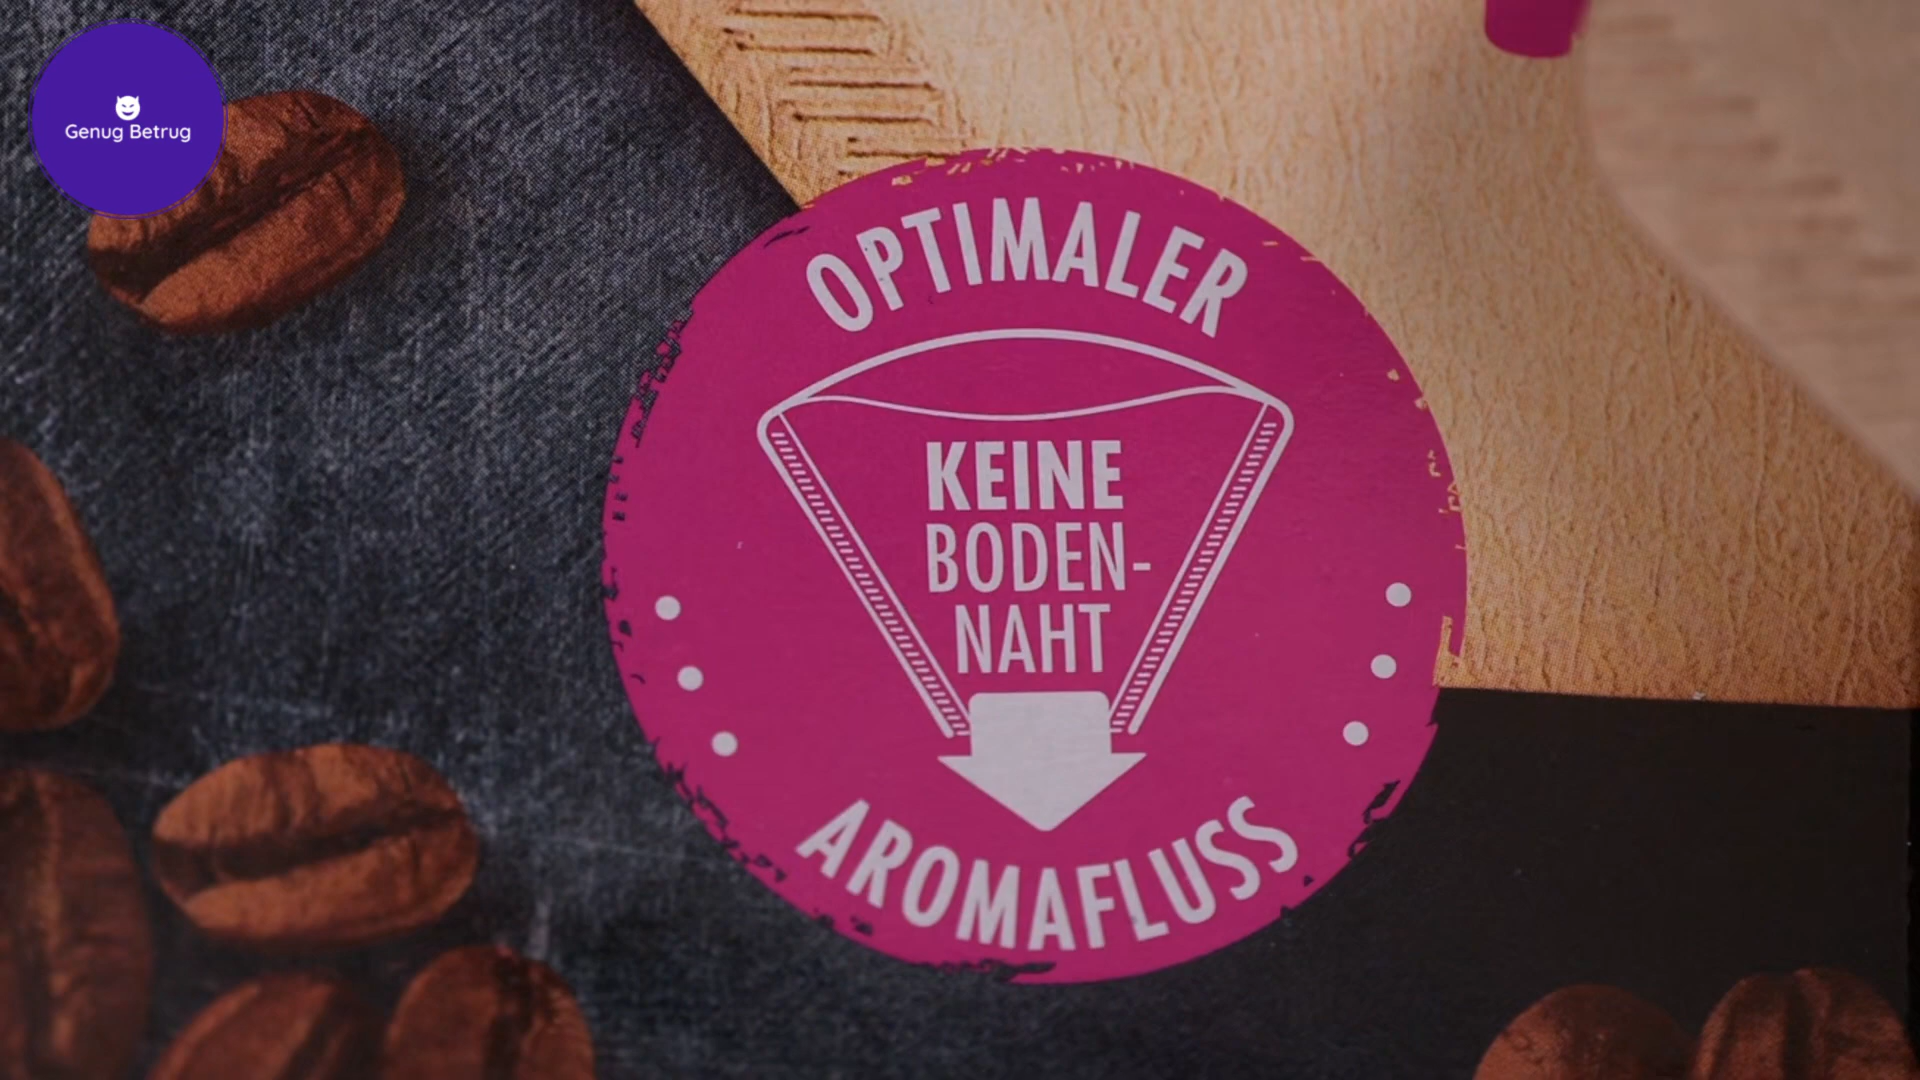 Genug Betrug
OPTIMALER
KEINE
BODEN-
NAHT
AROMAFLUSS